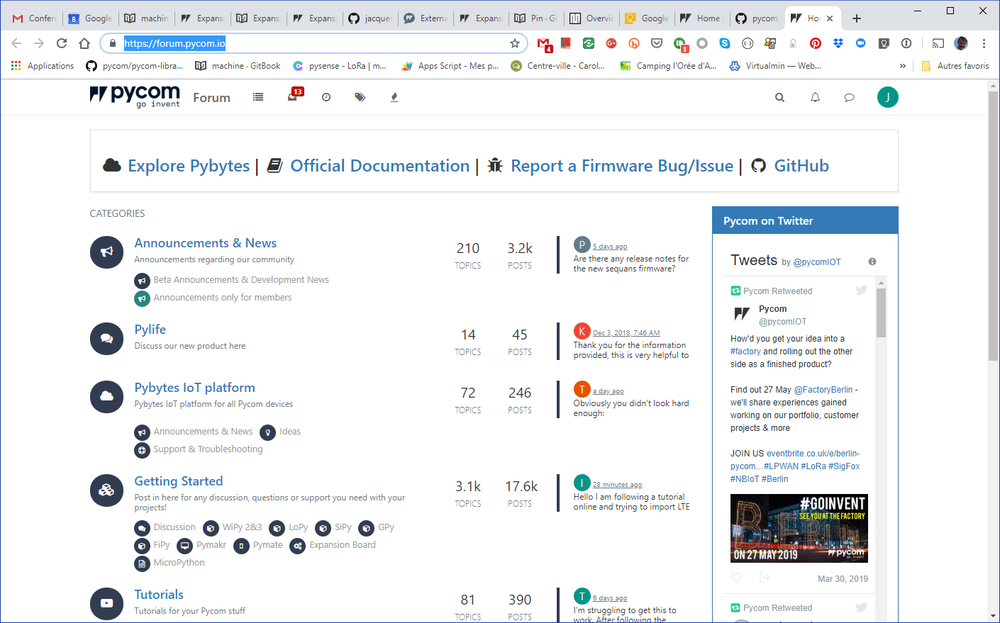 Confere
Google
machin
Expans
Expans
Expans
jacques
Externa
Expans
Pin · Gi
Overvie
Google
Home
pycom
Ho
https://forum.pycom.io
4
1
Applications
pycom/pycom-libra...
machine · GitBook
pysense - LoRa | m...
Apps Script - Mes p...
Centre-ville - Carol...
Camping l'Orée d'A...
Virtualmin — Web...
»
Autres favoris
pycom
go invent
Forum
13
J
Explore Pybytes | Official Documentation | Report a Firmware Bug/Issue | GitHub
CATEGORIES
Announcements & News
Announcements regarding our community
Beta Announcements & Development News
Announcements only for members
210
TOPICS
3.2k
POSTS
P 5 days ago
Are there any release notes for
the new sequans firmware?
Pylife
Discuss our new product here
14
TOPICS
45
POSTS
K Dec 3, 2018, 7:46 AM
Thank you for the information
provided, this is very helpful to
Pybytes IoT platform
Pybytes IoT platform for all Pycom devices
Announcements & News Ideas
Support & Troubleshooting
72
TOPICS
246
POSTS
T a day ago
Obviously you didn't look hard
enough:
Getting Started
Post in here for any discussion, questions or support you need with your
projects!
Discussion WiPy 2&3 LoPy SiPy GPy
FiPy Pymakr Pymate Expansion Board
MicroPython
3.1k
TOPICS
17.6k
POSTS
I 28 minutes ago
Hello I am following a tutorial
online and trying to import LTE
Tutorials
Tutorials for your Pycom stuff
81
TOPICS
390
POSTS
T 6 days ago
I'm struggling to get this to
work. After following the
Pycom on Twitter
Tweets by @pycomIOT
Pycom Retweeted
Pycom
@pycomIOT
How'd you get your idea into a
#factory and rolling out the other
side as a finished product?
Find out 27 May @FactoryBerlin -
we'll share experiences gained
working on our portfolio, customer
projects & more
JOIN US eventbrite.co.uk/e/berlin-
pycom…#LPWAN #LoRa #SigFox
#NBIoT #Berlin
#GOINVENT
SEE YOU AT THE FACTORY
BERLIN
ON 27 MAY 2019
pycom
go invent
Mar 30, 2019
Pycom Retweeted